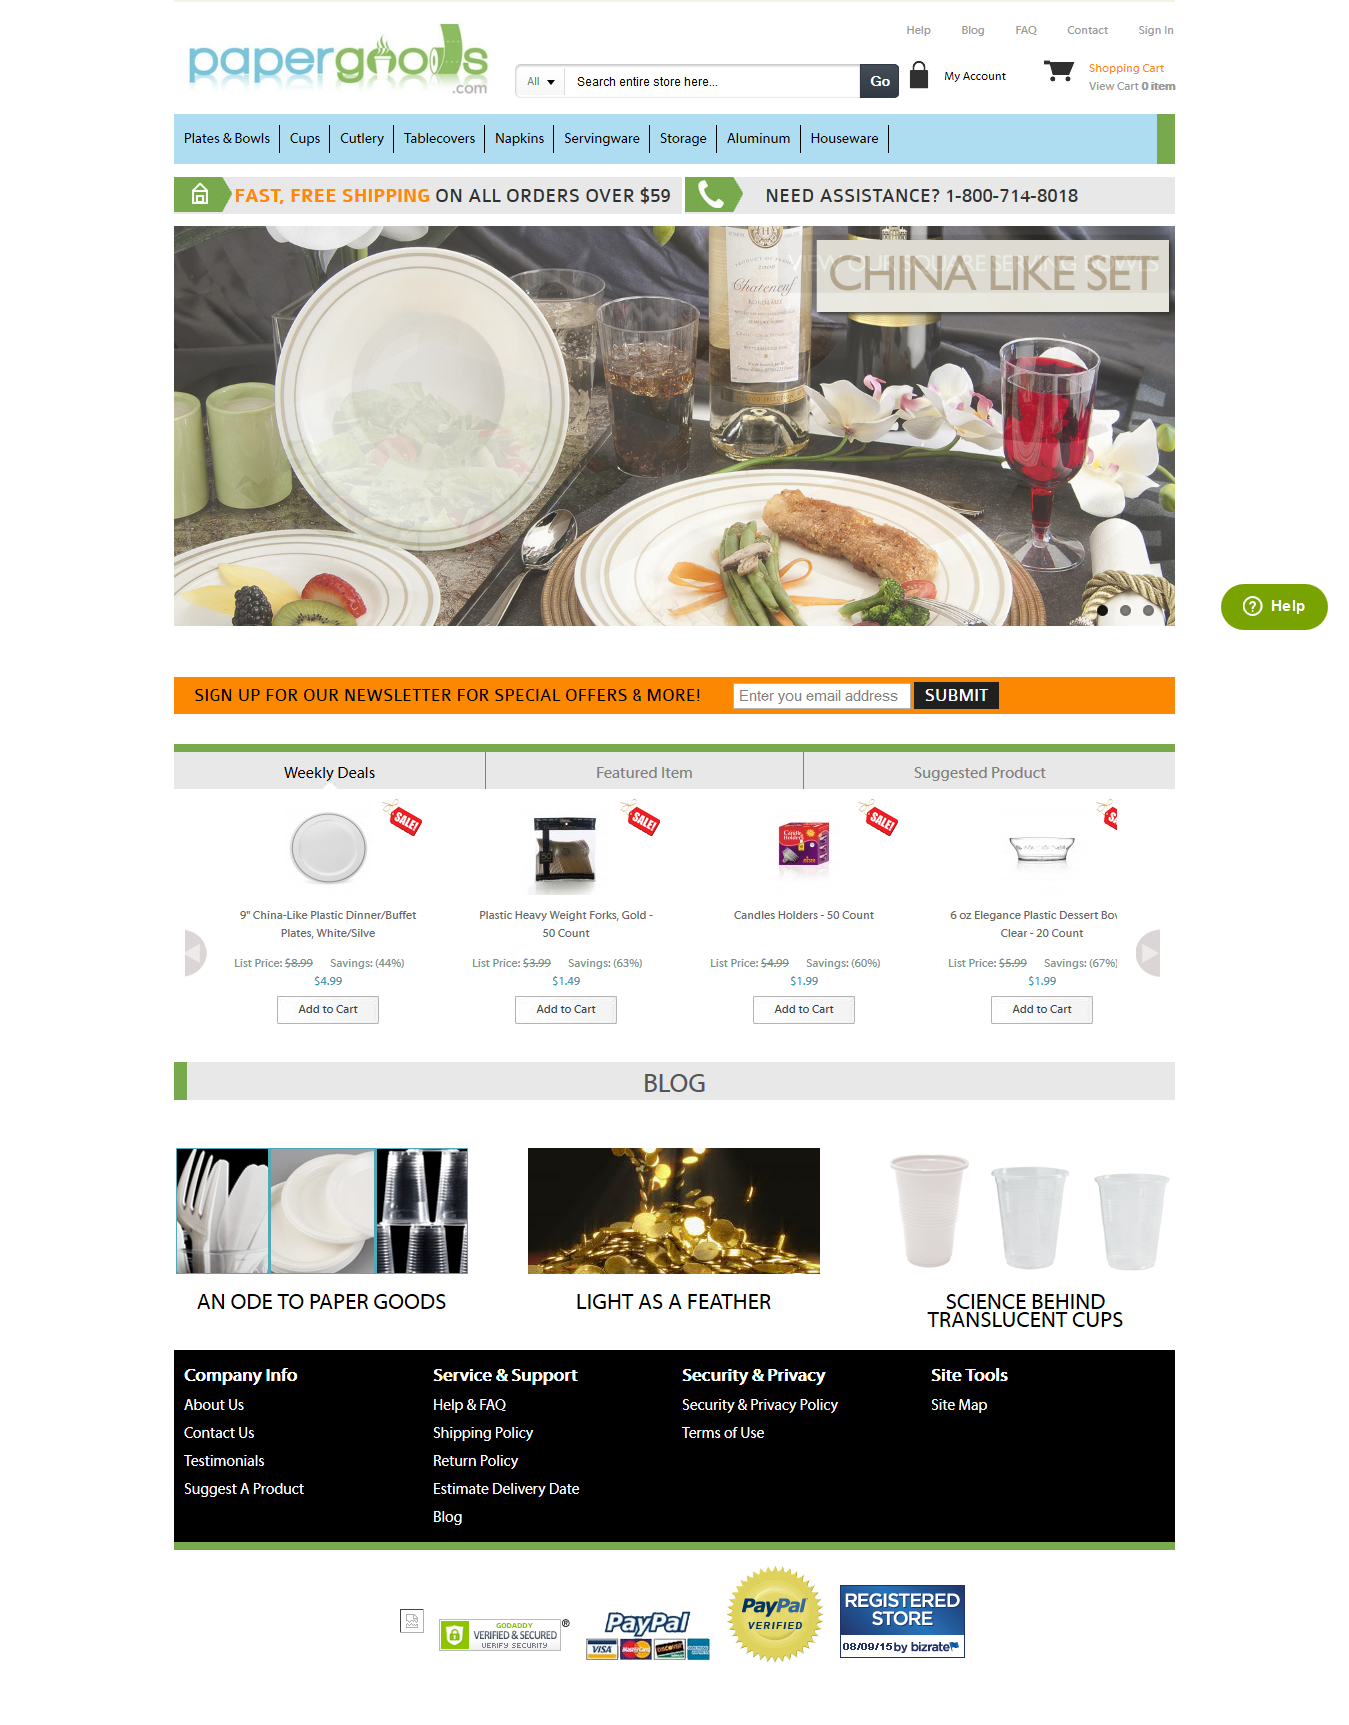 Help Blog FAQ Contact Sign In
papergoods
.com
All Search entire store here... Go
My Account
Shopping Cart
View Cart 0 item
Plates & Bowls Cups Cutlery Tablecovers Napkins Servingware Storage Aluminum Houseware
FAST, FREE SHIPPING ON ALL ORDERS OVER $59
NEED ASSISTANCE? 1-800-714-8018
VIEW OUR SQUARE SERVING BOWLS
CHINA LIKE SET
Chateneuf
Help
SIGN UP FOR OUR NEWSLETTER FOR SPECIAL OFFERS & MORE! Enter you email address SUBMIT
Weekly Deals Featured Item Suggested Product
SALE! SALE! SALE! SA
9" China-Like Plastic Dinner/Buffet
Plates, White/Silve
List Price: $8.99 Savings: (44%)
$4.99
Add to Cart
Plastic Heavy Weight Forks, Gold -
50 Count
List Price: $3.99 Savings: (63%)
$1.49
Add to Cart
Candle
Holders
Candles Holders - 50 Count
List Price: $4.99 Savings: (60%)
$1.99
Add to Cart
6 oz Elegance Plastic Dessert Bov
Clear - 20 Count
List Price: $5.99 Savings: (67%)
$1.99
Add to Cart
BLOG
AN ODE TO PAPER GOODS
LIGHT AS A FEATHER
SCIENCE BEHIND
TRANSLUCENT CUPS
Company Info
About Us
Contact Us
Testimonials
Suggest A Product
Service & Support
Help & FAQ
Shipping Policy
Return Policy
Estimate Delivery Date
Blog
Security & Privacy
Security & Privacy Policy
Terms of Use
Site Tools
Site Map
GODADDY
VERIFIED & SECURED
VERIFY SECURITY
®
PayPal
VISA MasterCard DISCOVER
PayPal
VERIFIED
REGISTERED
STORE
08/09/15 by bizrate